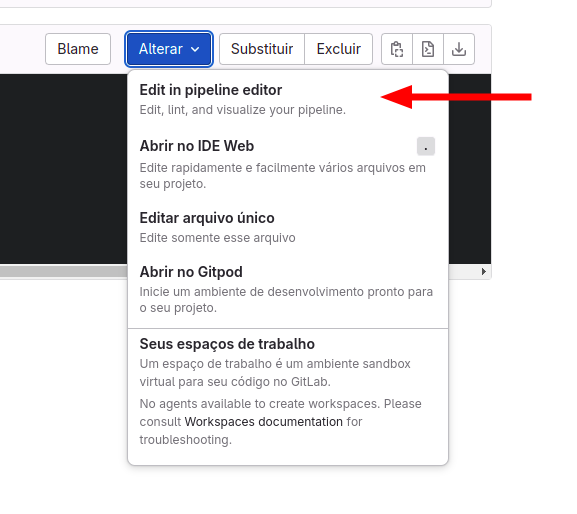 Blame Alterar Substituir Excluir
Edit in pipeline editor
Edit, lint, and visualize your pipeline.
Abrir no IDE Web .
Edite rapidamente e facilmente vários arquivos em
seu projeto.
Editar arquivo único
Edite somente esse arquivo
Abrir no Gitpod
Inicie um ambiente de desenvolvimento pronto para
o seu projeto.
Seus espaços de trabalho
Um espaço de trabalho é um ambiente sandbox
virtual para seu código no GitLab.
No agents available to create workspaces. Please
consult Workspaces documentation for
troubleshooting.